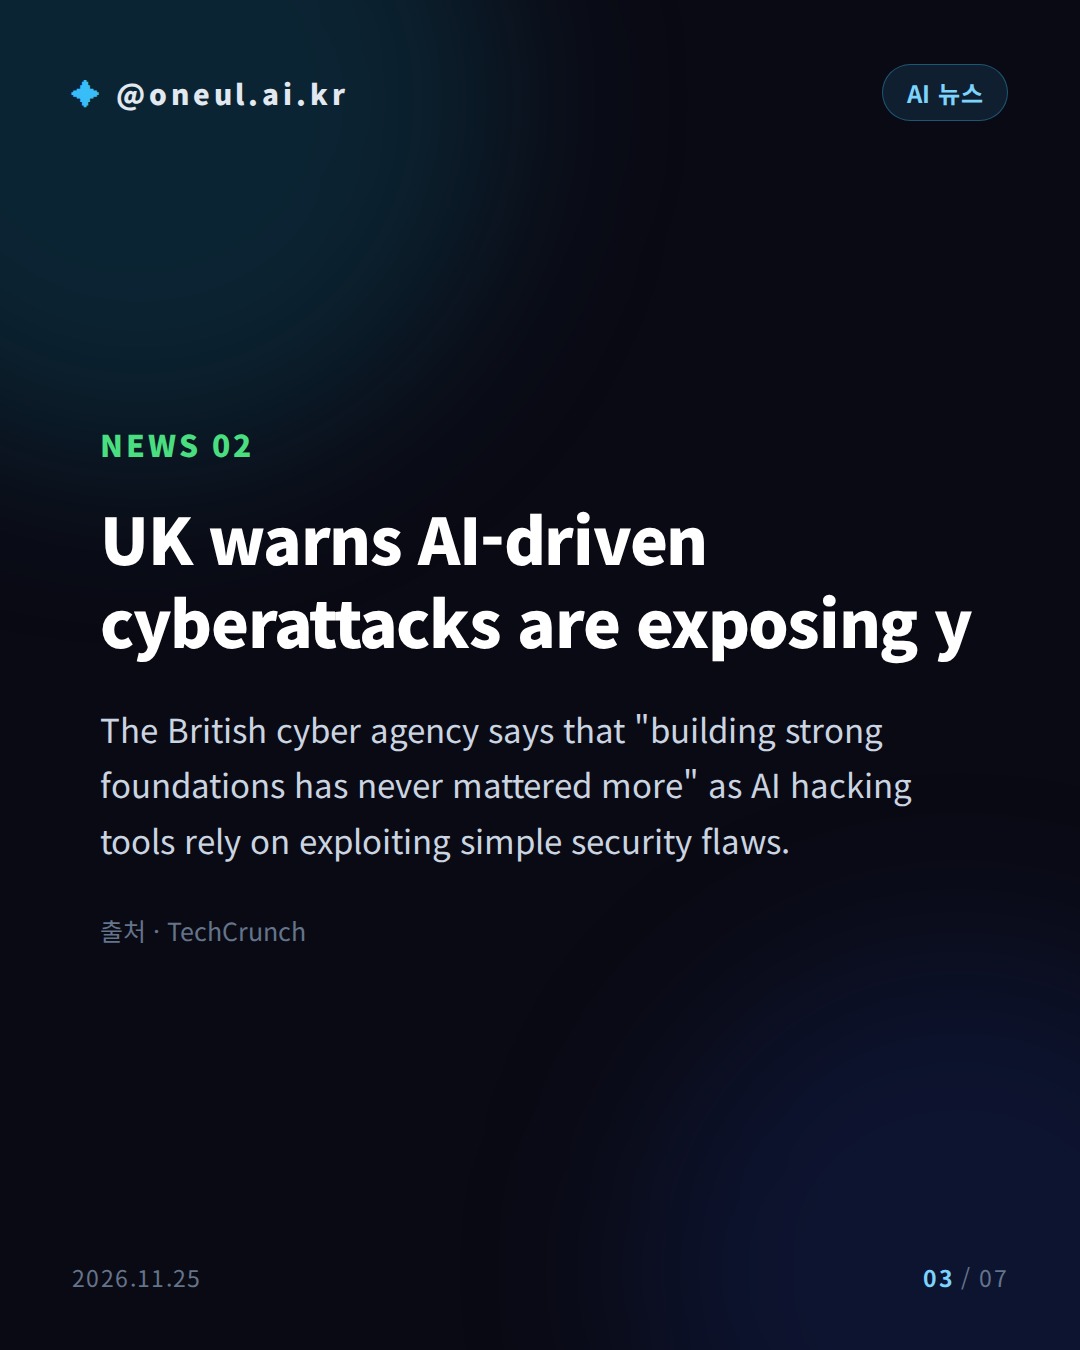 @oneul.ai.kr
AI 뉴스
NEWS 02
UK warns AI-driven
cyberattacks are exposing y
The British cyber agency says that "building strong
foundations has never mattered more" as AI hacking
tools rely on exploiting simple security flaws.
출처 · TechCrunch
2026.11.25
03 / 07